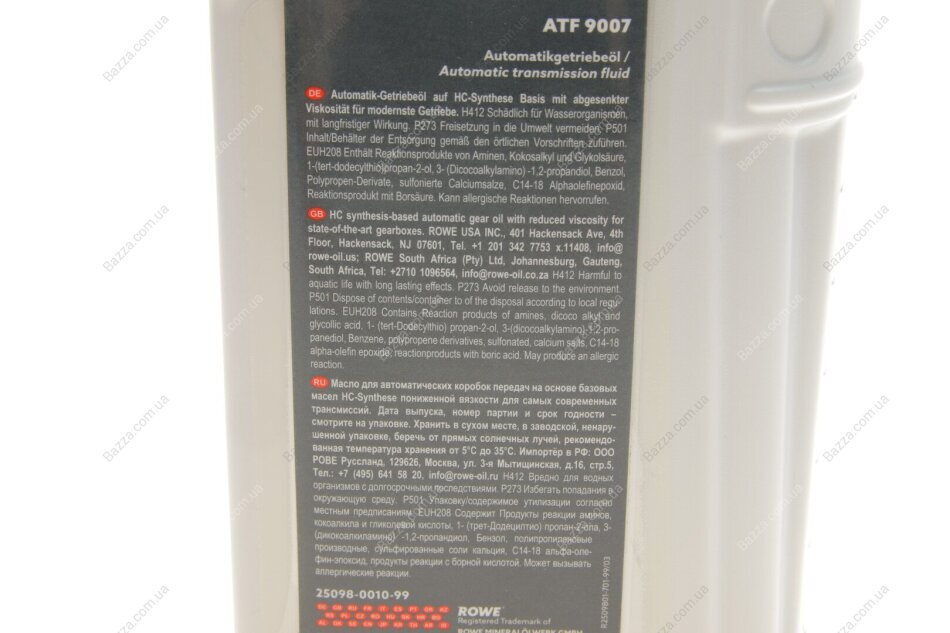 ATF 9007
Automatikgetriebeöl /
Automatic transmission fluid
DE Automatik-Getriebeöl auf HC-Synthese Basis mit abgesenkter
Viskosität für modernste Getriebe. H412 Schädlich für Wasserorganismen,
mit langfristiger Wirkung. P273 Freisetzung in die Umwelt vermeiden. P501
Inhalt/Behälter der Entsorgung gemäß den örtlichen Vorschriften zuführen.
EUH208 Enthält Reaktionsprodukte von Aminen, Kokosalkyl und Glykolsäure,
1-(tert-dodecylthio)propan-2-ol, 3- (Dicocoalkylamino) -1,2-propandiol, Benzol,
Polypropen-Derivate, sulfonierte Calciumsalze, C14-18 Alphaolefinepoxid,
Reaktionsprodukt mit Borsäure. Kann allergische Reaktionen hervorrufen.
GB HC synthesis-based automatic gear oil with reduced viscosity for
state-of-the-art gearboxes. ROWE USA INC., 401 Hackensack Ave, 4th
Floor, Hackensack, NJ 07601, Tel. +1 201 342 7753 x.11408, info@
rowe-oil.us; ROWE South Africa (Pty) Ltd, Johannesburg, Gauteng,
South Africa, Tel: +2710 1096564, info@rowe-oil.co.za H412 Harmful to
aquatic life with long lasting effects. P273 Avoid release to the environment.
P501 Dispose of contents/container to of the disposal according to local regu-
lations. EUH208 Contains Reaction products of amines, dicoco alkyl and
glycollic acid, 1- (tert-Dodecylthio) propan-2-ol, 3-(dicocoalkylamino)-1,2-pro-
panediol, Benzene, polypropene derivatives, sulfonated, calcium salts, C14-18
alpha-olefin epoxide, reactionproducts with boric acid. May produce an allergic
reaction.
RU Масло для автоматических коробок передач на основе базовых
масел HC-Synthese пониженной вязкости для самых современных
трансмиссий. Дата выпуска, номер партии и срок годности –
смотрите на упаковке. Хранить в сухом месте, в заводской, ненару-
шенной упаковке, беречь от прямых солнечных лучей, рекомендо-
ванная температура хранения от 5°C до 35°C. Импортёр в РФ: ООО
РОВЕ Руссланд, 129626, Москва, ул. 3-я Мытищинская, д.16, стр.5,
Тел.: +7 (495) 641 58 20, info@rowe-oil.ru H412 Вредно для водных
организмов с долгосрочными последствиями. P273 Избегать попадания в
окружающую среду. P501 Упаковку/содержимое утилизации согласно
местным предписаниям. EUH208 Содержит Продукты реакции аминов,
кокоалкила и гликолевой кислоты, 1- (трет-Додецилтио) пропан-2-ола, 3-
(дикокоалкиламино) -1,2-пропандиол, Бензол, полипропиленовые
производные, сульфированные соли кальция, C14-18 альфа-оле-
фин-эпоксид, продукты реакции с борной кислотой. Может вызывать
аллергические реакции.
25098-0010-99
ROWE
Registered Trademark of
ROWE MINERALÖLWERK GMBH
R2509801-701-99/03
Bazza.com.ua